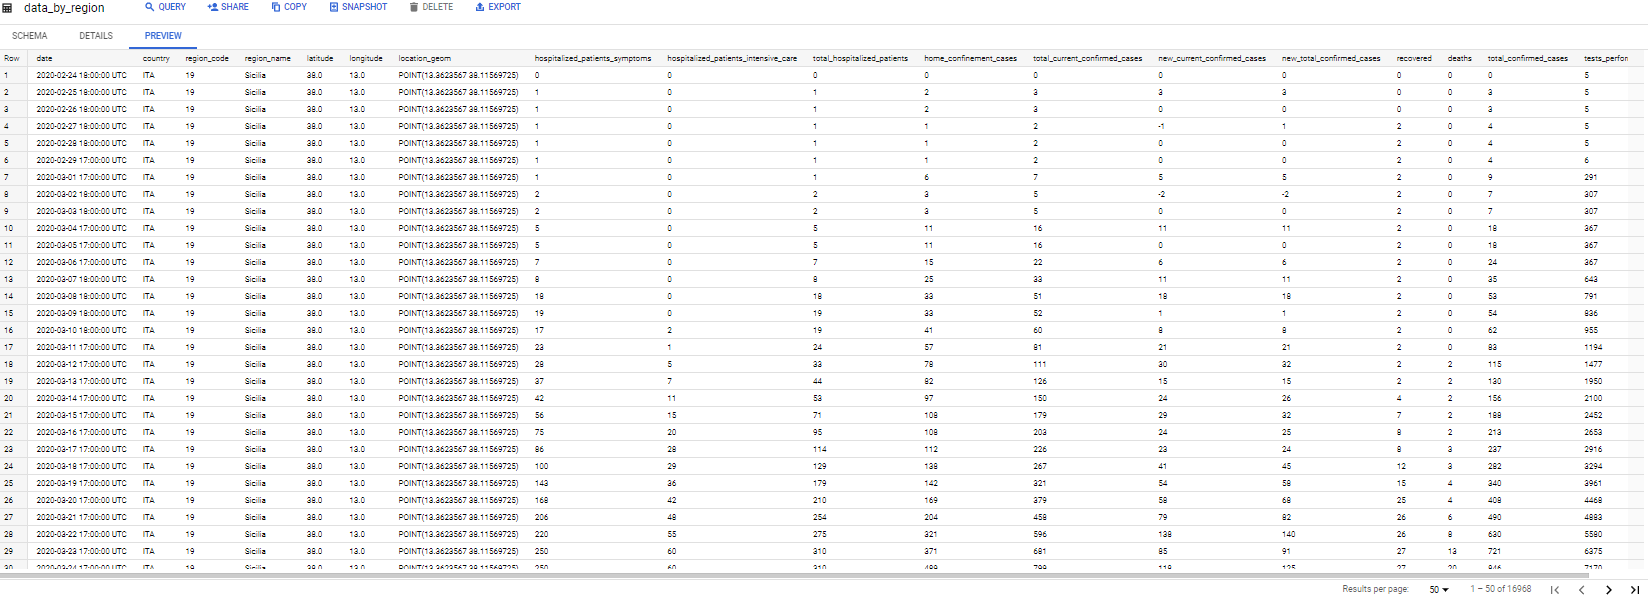 data_by_region QUERY SHARE COPY SNAPSHOT DELETE EXPORT
SCHEMA DETAILS PREVIEW
Row date country region_code region_name latitude longitude location_geom hospitalized_patients_symptoms hospitalized_patients_intensive_care total_hospitalized_patients home_confinement_cases total_current_confirmed_cases new_current_confirmed_cases new_total_confirmed_cases recovered deaths total_confirmed_cases tests_perfor
1 2020-02-24 18:00:00 UTC ITA 19 Sicilia 38.0 13.0 POINT(13.3623567 38.11569725) 0 0 0 0 0 0 0 0 0 0 5
2 2020-02-25 18:00:00 UTC ITA 19 Sicilia 38.0 13.0 POINT(13.3623567 38.11569725) 1 0 1 2 3 3 3 0 0 3 5
3 2020-02-26 18:00:00 UTC ITA 19 Sicilia 38.0 13.0 POINT(13.3623567 38.11569725) 1 0 1 2 3 0 0 0 0 3 5
4 2020-02-27 18:00:00 UTC ITA 19 Sicilia 38.0 13.0 POINT(13.3623567 38.11569725) 1 0 1 1 2 -1 1 2 0 4 5
5 2020-02-28 18:00:00 UTC ITA 19 Sicilia 38.0 13.0 POINT(13.3623567 38.11569725) 1 0 1 1 2 0 0 2 0 4 5
6 2020-02-29 17:00:00 UTC ITA 19 Sicilia 38.0 13.0 POINT(13.3623567 38.11569725) 1 0 1 1 2 0 0 2 0 4 6
7 2020-03-01 17:00:00 UTC ITA 19 Sicilia 38.0 13.0 POINT(13.3623567 38.11569725) 1 0 1 6 7 5 5 2 0 9 291
8 2020-03-02 18:00:00 UTC ITA 19 Sicilia 38.0 13.0 POINT(13.3623567 38.11569725) 2 0 2 3 5 -2 -2 2 0 7 307
9 2020-03-03 18:00:00 UTC ITA 19 Sicilia 38.0 13.0 POINT(13.3623567 38.11569725) 2 0 2 3 5 0 0 2 0 7 307
10 2020-03-04 17:00:00 UTC ITA 19 Sicilia 38.0 13.0 POINT(13.3623567 38.11569725) 5 0 5 11 16 11 11 2 0 18 367
11 2020-03-05 17:00:00 UTC ITA 19 Sicilia 38.0 13.0 POINT(13.3623567 38.11569725) 5 0 5 11 16 0 0 2 0 18 367
12 2020-03-06 17:00:00 UTC ITA 19 Sicilia 38.0 13.0 POINT(13.3623567 38.11569725) 7 0 7 15 22 6 6 2 0 24 367
13 2020-03-07 18:00:00 UTC ITA 19 Sicilia 38.0 13.0 POINT(13.3623567 38.11569725) 8 0 8 25 33 11 11 2 0 35 643
14 2020-03-08 18:00:00 UTC ITA 19 Sicilia 38.0 13.0 POINT(13.3623567 38.11569725) 18 0 18 33 51 18 18 2 0 53 791
15 2020-03-09 18:00:00 UTC ITA 19 Sicilia 38.0 13.0 POINT(13.3623567 38.11569725) 19 0 19 33 52 1 1 2 0 54 836
16 2020-03-10 18:00:00 UTC ITA 19 Sicilia 38.0 13.0 POINT(13.3623567 38.11569725) 17 2 19 41 60 8 8 2 0 62 955
17 2020-03-11 17:00:00 UTC ITA 19 Sicilia 38.0 13.0 POINT(13.3623567 38.11569725) 23 1 24 57 81 21 21 2 0 83 1194
18 2020-03-12 17:00:00 UTC ITA 19 Sicilia 38.0 13.0 POINT(13.3623567 38.11569725) 28 5 33 78 111 30 32 2 2 115 1477
19 2020-03-13 17:00:00 UTC ITA 19 Sicilia 38.0 13.0 POINT(13.3623567 38.11569725) 37 7 44 82 126 15 15 2 2 130 1950
20 2020-03-14 17:00:00 UTC ITA 19 Sicilia 38.0 13.0 POINT(13.3623567 38.11569725) 42 11 53 97 150 24 26 4 2 156 2100
21 2020-03-15 17:00:00 UTC ITA 19 Sicilia 38.0 13.0 POINT(13.3623567 38.11569725) 56 15 71 108 179 29 32 7 2 188 2452
22 2020-03-16 17:00:00 UTC ITA 19 Sicilia 38.0 13.0 POINT(13.3623567 38.11569725) 75 20 95 108 203 24 25 8 2 213 2653
23 2020-03-17 17:00:00 UTC ITA 19 Sicilia 38.0 13.0 POINT(13.3623567 38.11569725) 86 28 114 112 226 23 24 8 3 237 2916
24 2020-03-18 17:00:00 UTC ITA 19 Sicilia 38.0 13.0 POINT(13.3623567 38.11569725) 100 29 129 138 267 41 45 12 3 282 3294
25 2020-03-19 17:00:00 UTC ITA 19 Sicilia 38.0 13.0 POINT(13.3623567 38.11569725) 143 36 179 142 321 54 58 15 4 340 3961
26 2020-03-20 17:00:00 UTC ITA 19 Sicilia 38.0 13.0 POINT(13.3623567 38.11569725) 168 42 210 169 379 58 68 25 4 408 4468
27 2020-03-21 17:00:00 UTC ITA 19 Sicilia 38.0 13.0 POINT(13.3623567 38.11569725) 206 48 254 204 458 79 82 26 6 490 4883
28 2020-03-22 17:00:00 UTC ITA 19 Sicilia 38.0 13.0 POINT(13.3623567 38.11569725) 220 55 275 321 596 138 140 26 8 630 5580
29 2020-03-23 17:00:00 UTC ITA 19 Sicilia 38.0 13.0 POINT(13.3623567 38.11569725) 250 60 310 371 681 85 91 27 13 721 6375
30 2020-03-24 17:00:00 UTC ITA 19 Sicilia 38.0 13.0 POINT(13.3623567 38.11569725) 250 60 310 489 799 118 125 27 20 846 7170
Results per page: 50 1 – 50 of 16968